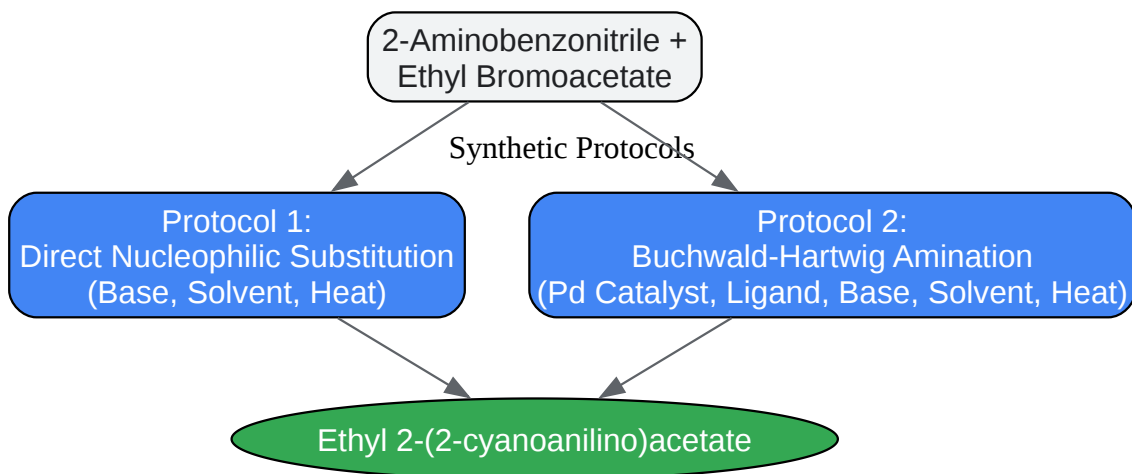 2-Aminobenzonitrile +
Ethyl Bromoacetate
Synthetic Protocols
Protocol 1:
Direct Nucleophilic Substitution
(Base, Solvent, Heat)
Protocol 2:
Buchwald-Hartwig Amination
(Pd Catalyst, Ligand, Base, Solvent, Heat)
Ethyl 2-(2-cyanoanilino)acetate